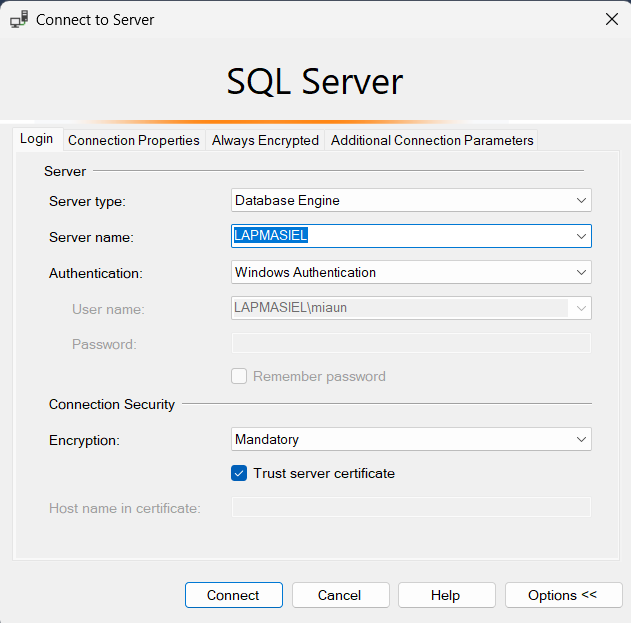 Connect to Server
SQL Server
Login Connection Properties Always Encrypted Additional Connection Parameters
Server
Server type: Database Engine
Server name: LAPMASIEL
Authentication: Windows Authentication
User name: LAPMASIEL\miaun
Password:
Remember password
Connection Security
Encryption: Mandatory
Trust server certificate
Host name in certificate:
Connect Cancel Help Options <<